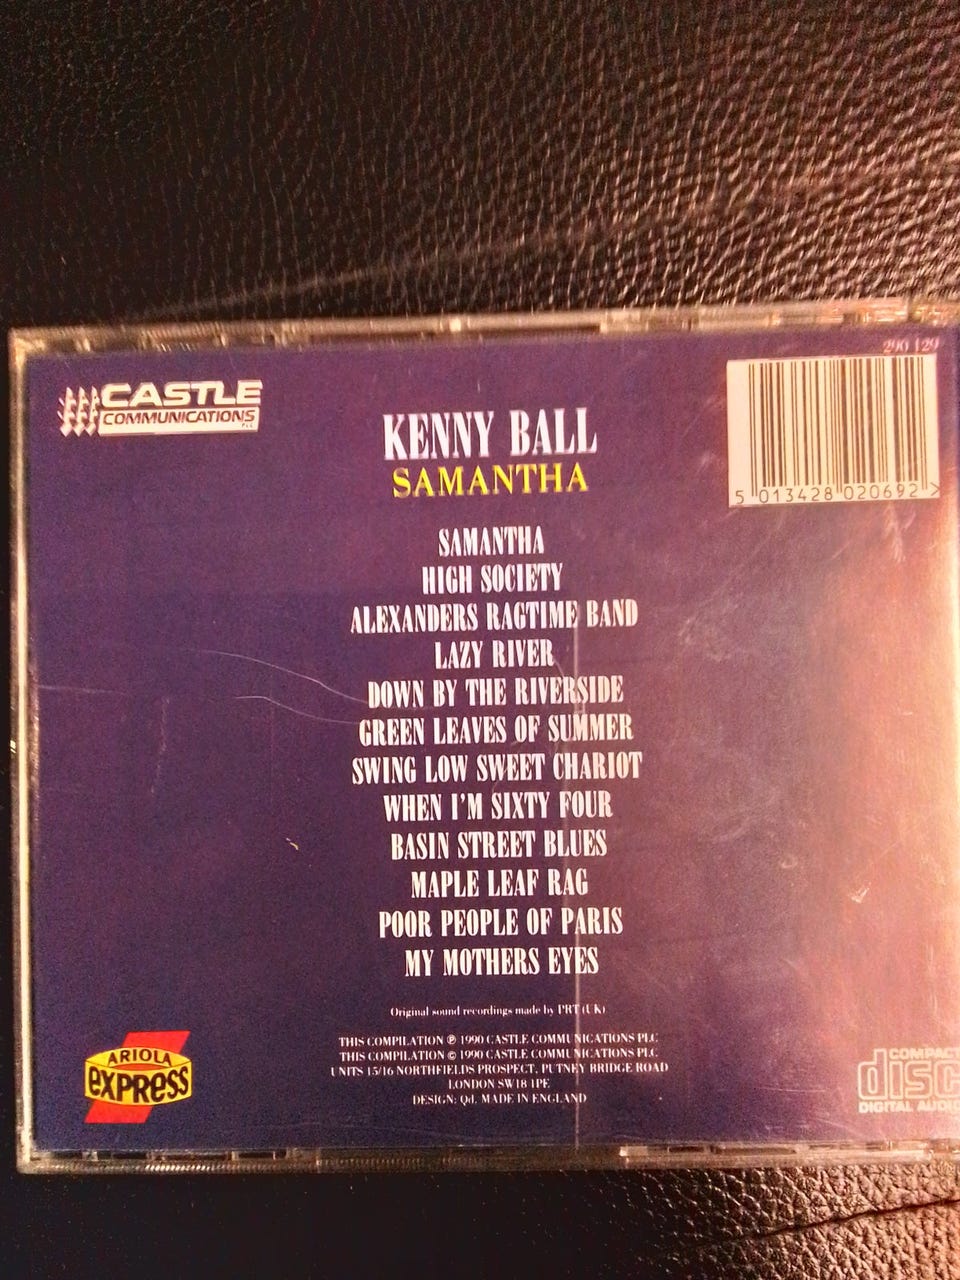 290 129
CASTLE
COMMUNICATIONS
PLC
5 013428 020692 >
KENNY BALL
SAMANTHA
SAMANTHA
HIGH SOCIETY
ALEXANDERS RAGTIME BAND
LAZY RIVER
DOWN BY THE RIVERSIDE
GREEN LEAVES OF SUMMER
SWING LOW SWEET CHARIOT
WHEN I'M SIXTY FOUR
BASIN STREET BLUES
MAPLE LEAF RAG
POOR PEOPLE OF PARIS
MY MOTHERS EYES
Original sound recordings made by PRT (UK)
THIS COMPILATION ℗ 1990 CASTLE COMMUNICATIONS PLC
THIS COMPILATION © 1990 CASTLE COMMUNICATIONS PLC
UNITS 15/16 NORTHFIELDS PROSPECT, PUTNEY BRIDGE ROAD
LONDON SW18 1PE
DESIGN: Qd. MADE IN ENGLAND
ARIOLA
EXPRESS
COMPACT
disc
DIGITAL AUDIO